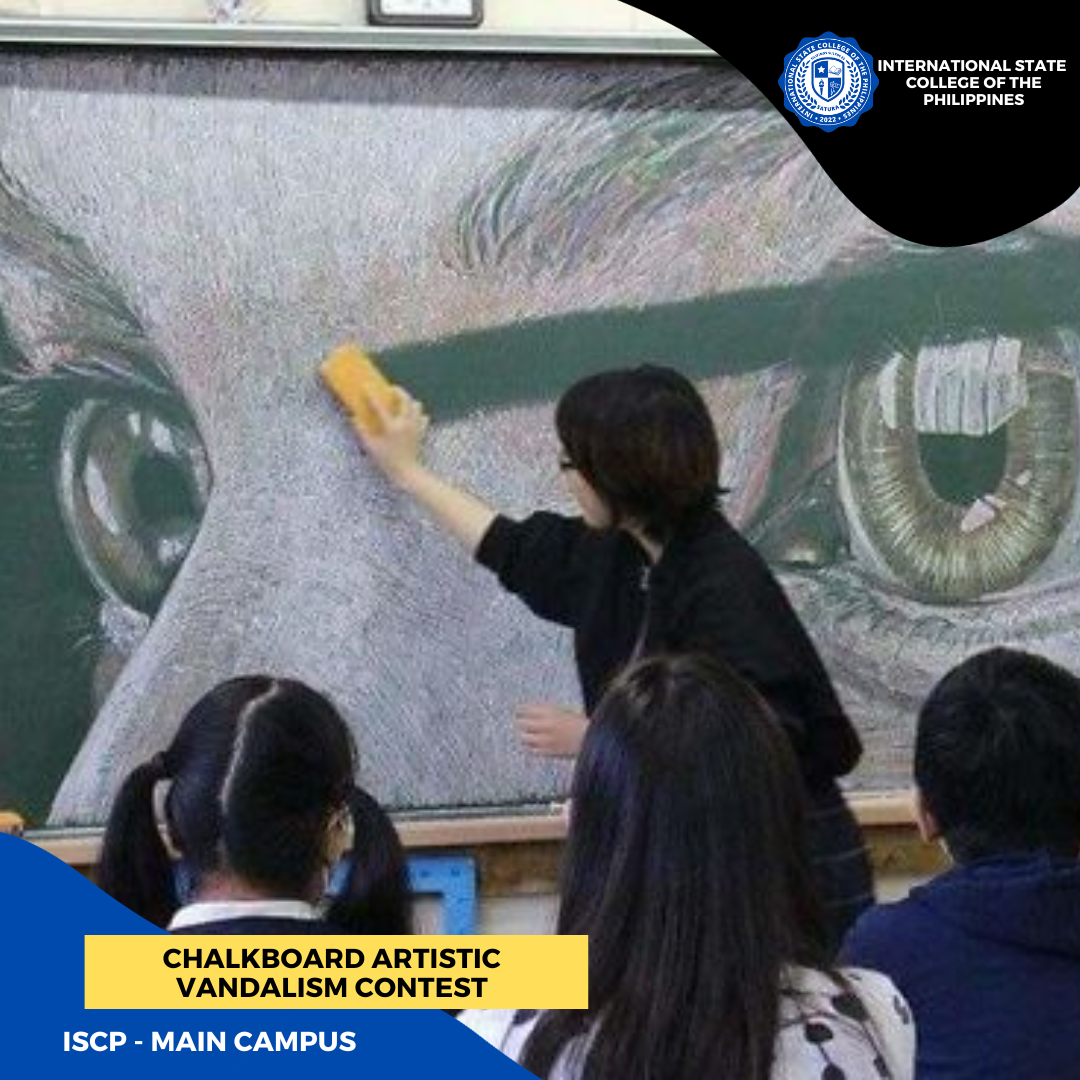 INTERNATIONAL STATE COLLEGE OF THE PHILIPPINES
SATURA
• 2022 •
INTERNATIONAL STATE
COLLEGE OF THE
PHILIPPINES
CHALKBOARD ARTISTIC
VANDALISM CONTEST
ISCP - MAIN CAMPUS